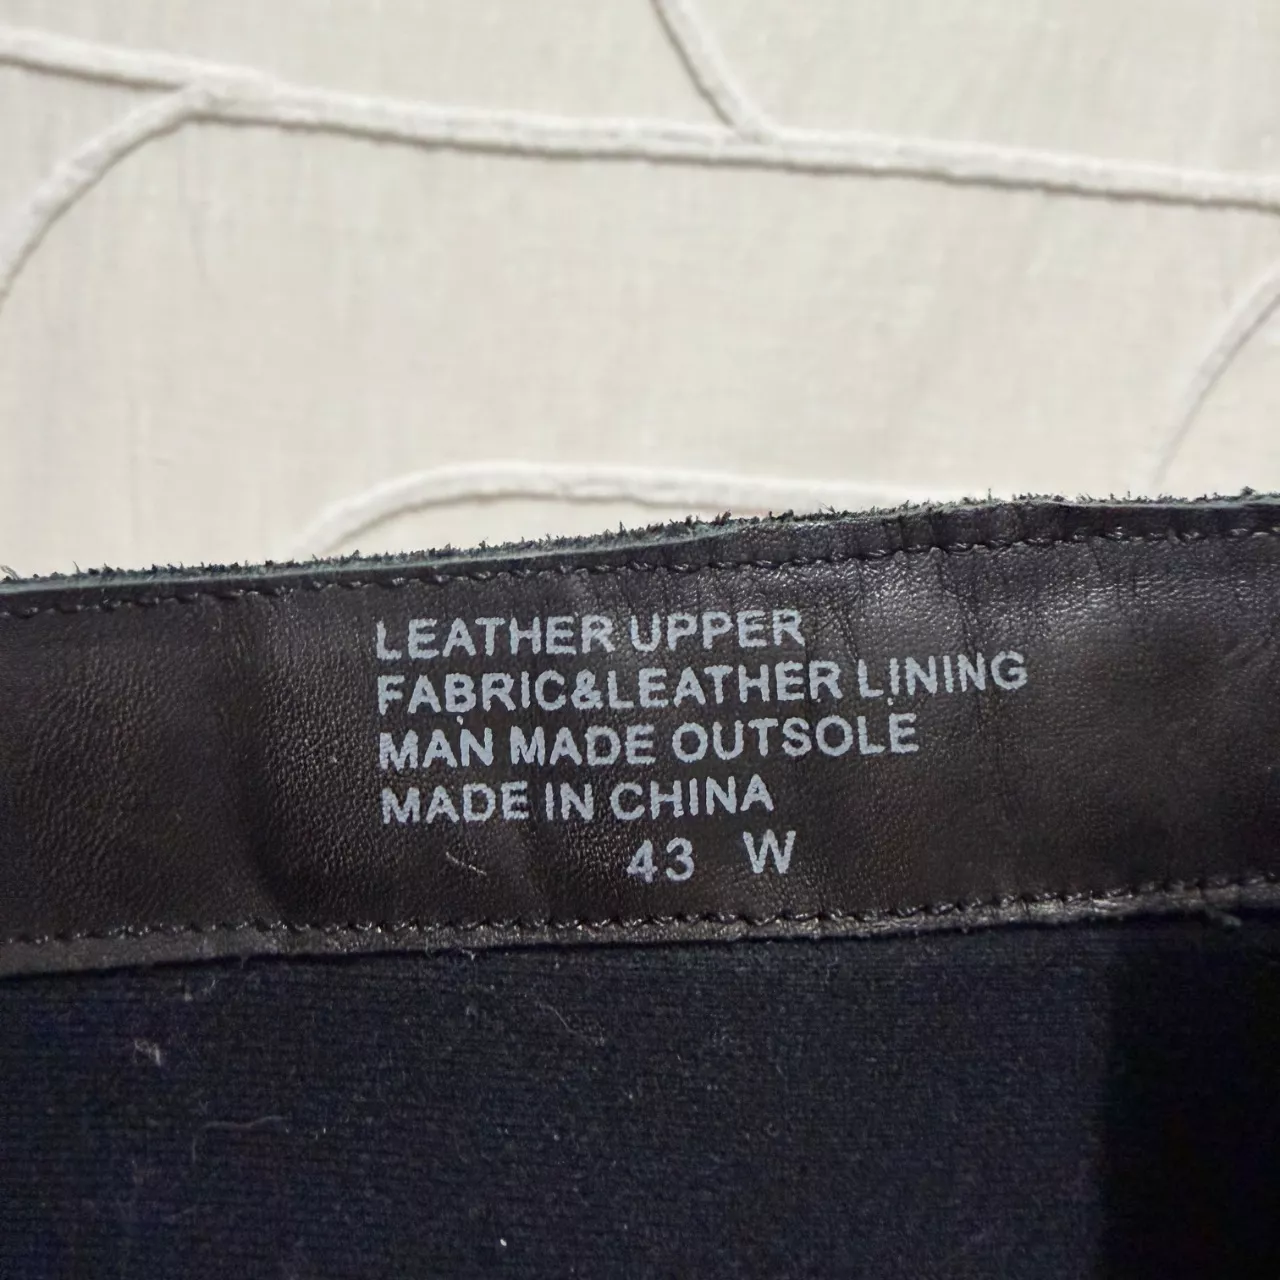 LEATHER UPPER
FABRIC&LEATHER LINING
MAN MADE OUTSOLE
MADE IN CHINA
43 W